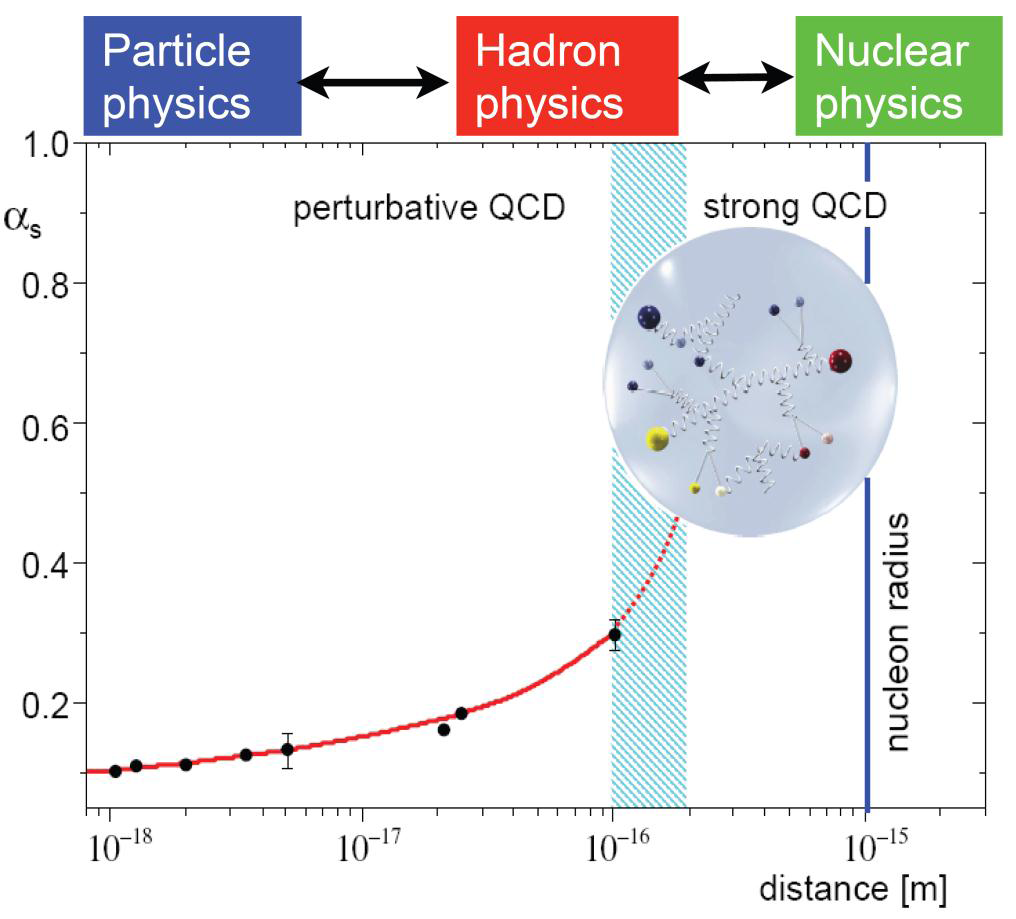 Particle physics
Hadron physics
Nuclear physics
1.0
αs
perturbative QCD
strong QCD
0.8
0.6
0.4
0.2
nucleon radius
10⁻¹⁸
10⁻¹⁷
10⁻¹⁶
10⁻¹⁵
distance [m]